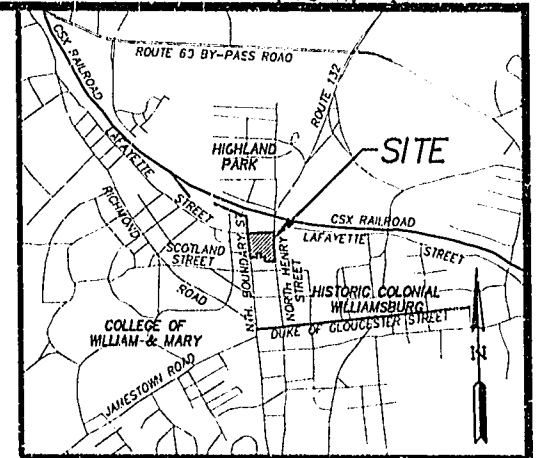 CSX RAILROAD
ROUTE 60 BY-PASS ROAD
ROUTE 132
HIGHLAND
PARK
SITE
LAFAYETTE
STREET
RICHMOND
ROAD
CSX RAILROAD
LAFAYETTE
STREET
SCOTLAND
STREET
NTH. BOUNDARY S
NORTH HENRY
STREET
HISTORIC COLONIAL
WILLIAMSBURG
DUKE OF GLOUCESTER STREET
COLLEGE OF
WILLIAM & MARY
JAMESTOWN ROAD
N